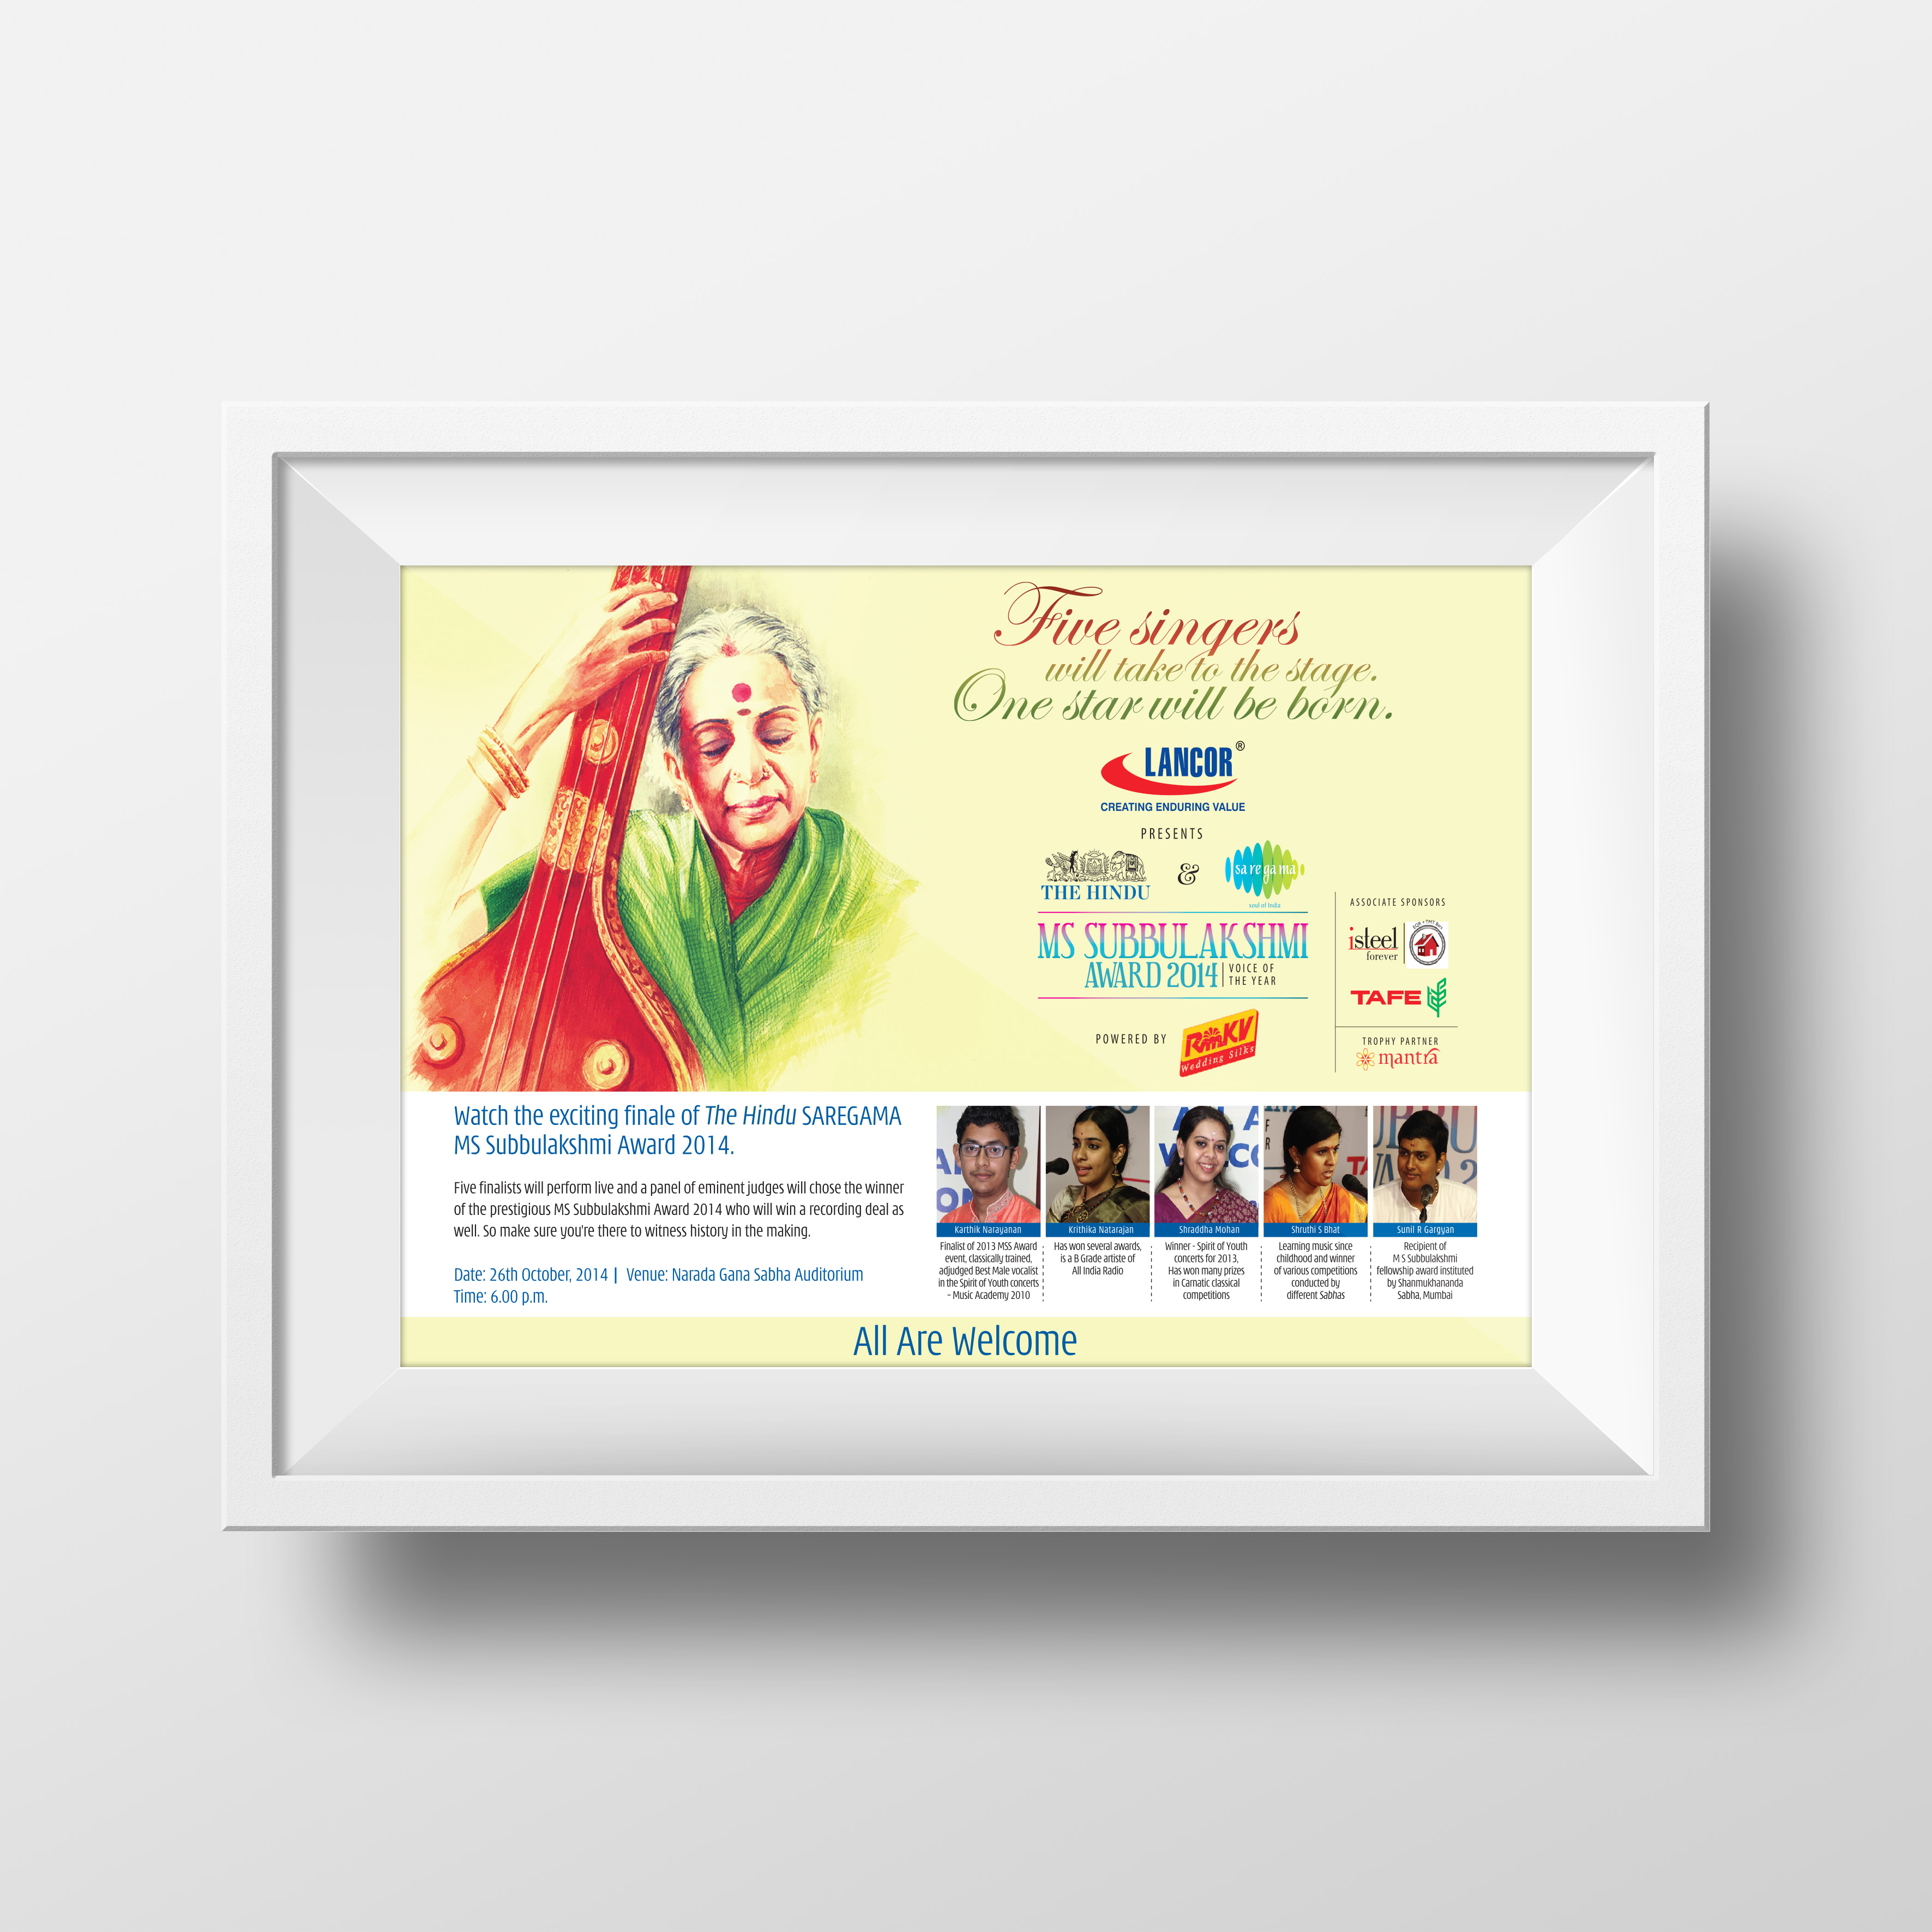 Five singers
will take to the stage.
One star will be born.
LANCOR®
CREATING ENDURING VALUE
PRESENTS
THE HINDU
&
saregama
soul of India
MS SUBBULAKSHMI
AWARD 2014
VOICE OF
THE YEAR
POWERED BY
RmKV
Wedding Silks
ASSOCIATE SPONSORS
isteel
forever
TAFE
TROPHY PARTNER
mantra
Watch the exciting finale of The Hindu SAREGAMA
MS Subbulakshmi Award 2014.
Five finalists will perform live and a panel of eminent judges will chose the winner
of the prestigious MS Subbulakshmi Award 2014 who will win a recording deal as
well. So make sure you're there to witness history in the making.
Date: 26th October, 2014 | Venue: Narada Gana Sabha Auditorium
Time: 6.00 p.m.
Karthik Narayanan
Finalist of 2013 MSS Award
event, classically trained,
adjudged Best Male vocalist
in the Spirit of Youth concerts
- Music Academy 2010
Krithika Natarajan
Has won several awards,
is a B Grade artiste of
All India Radio
Shraddha Mohan
Winner - Spirit of Youth
concerts for 2013,
Has won many prizes
in Carnatic classical
competitions
Shruthi S Bhat
Learning music since
childhood and winner
of various competitions
conducted by
different Sabhas
Sunil R Gargyan
Recipient of
M S Subbulakshmi
fellowship award instituted
by Shanmukhananda
Sabha, Mumbai
All Are Welcome